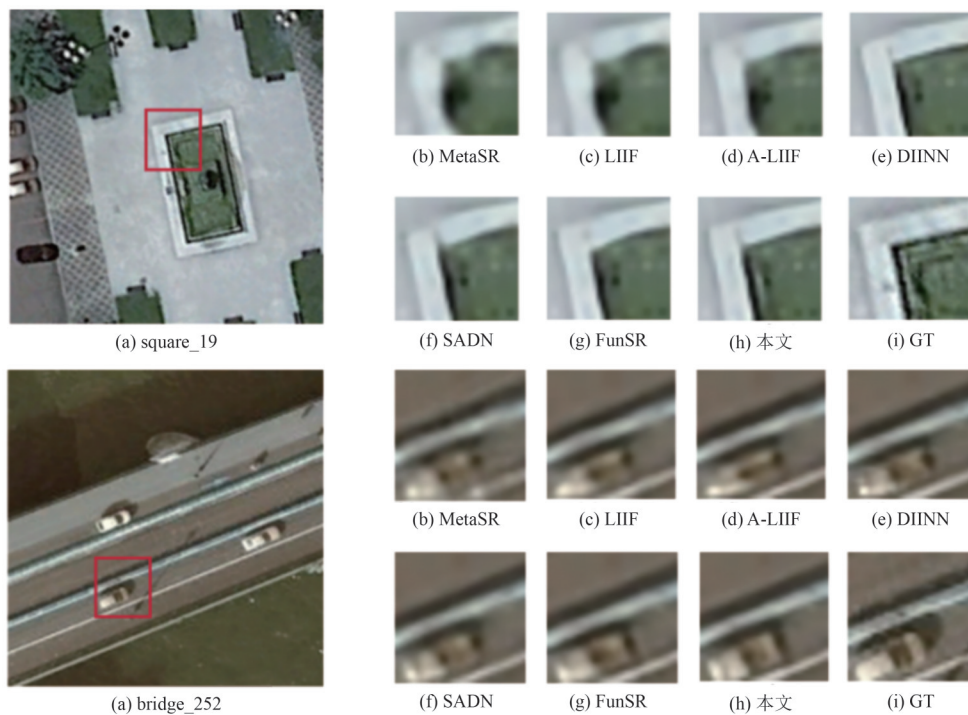 (b) MetaSR (c) LIIF (d) A-LIIF (e) DIINN
(f) SADN (g) FunSR (h) 本文 (i) GT
(a) square_19
(b) MetaSR (c) LIIF (d) A-LIIF (e) DIINN
(f) SADN (g) FunSR (h) 本文 (i) GT
(a) bridge_252